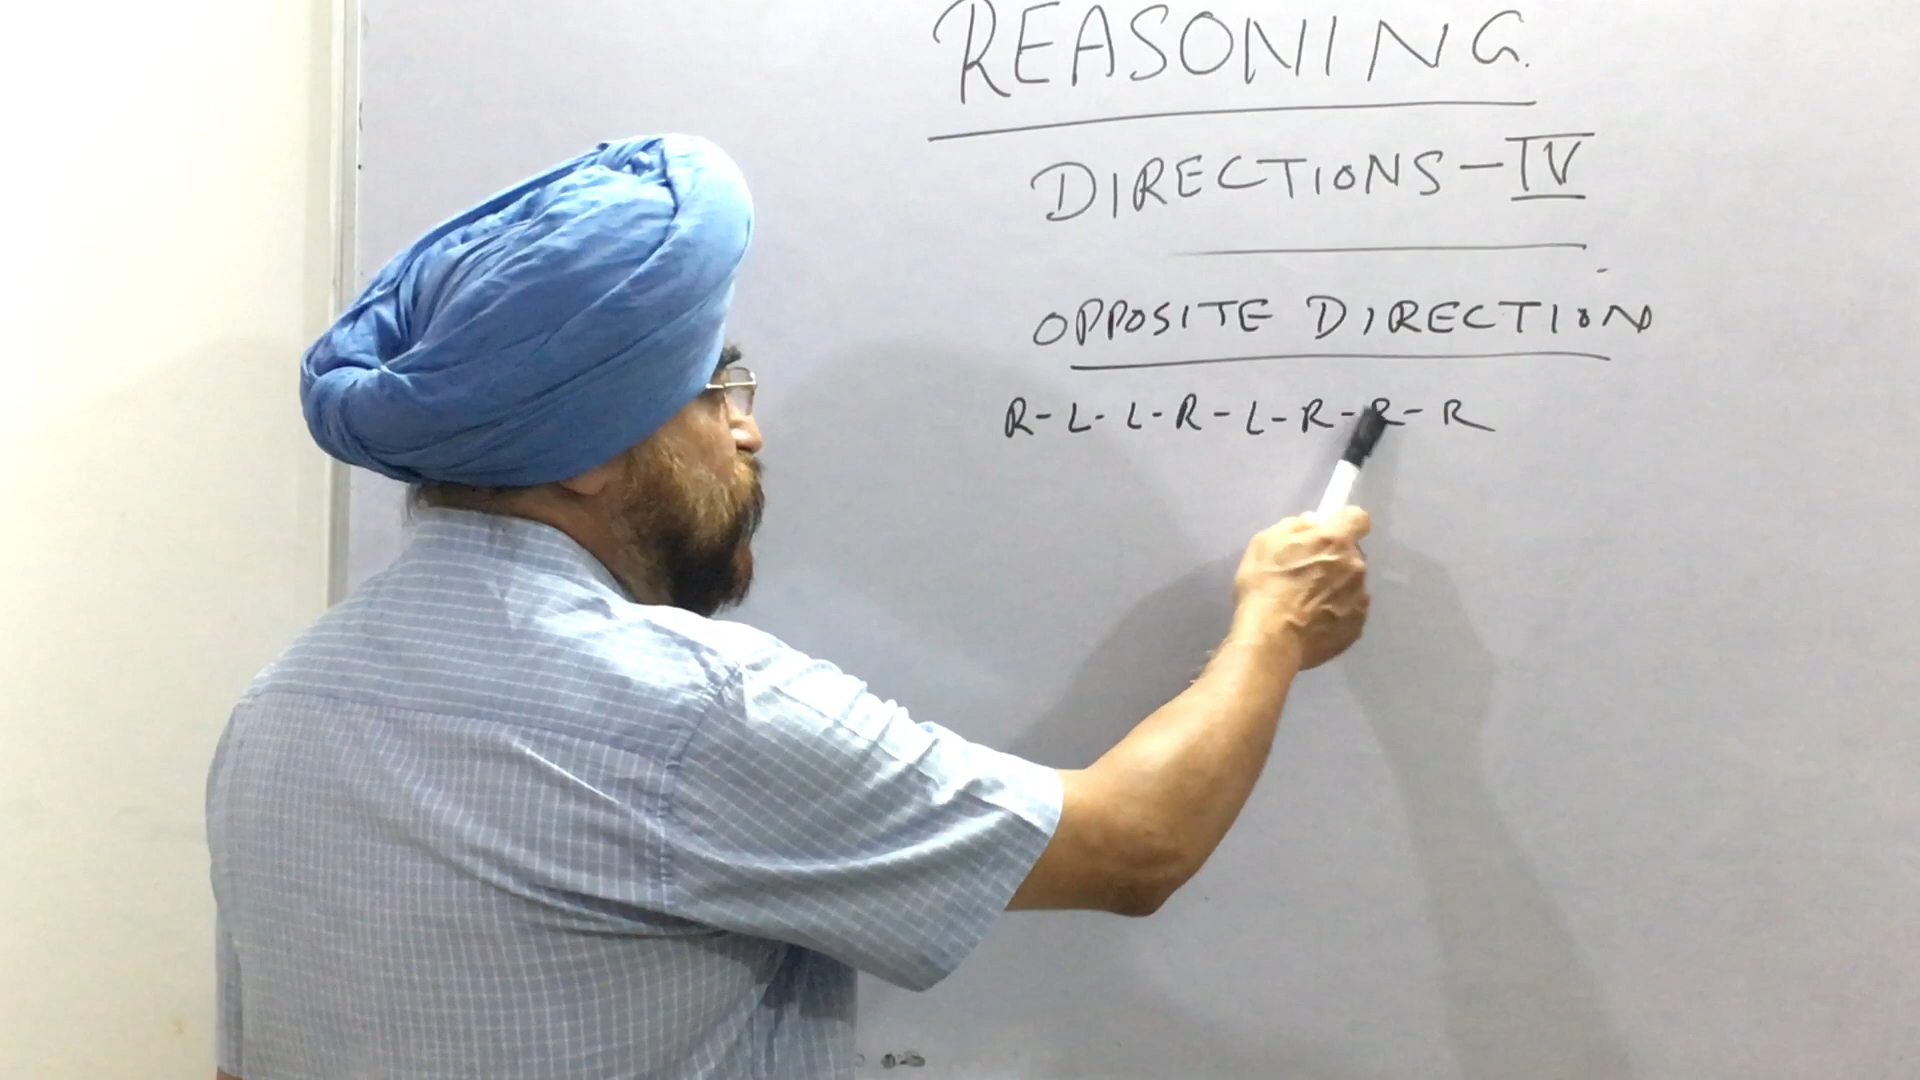 REASONING.
DIRECTIONS-IV
OPPOSITE DIRECTION
R-L-L-R-L-R-R-R